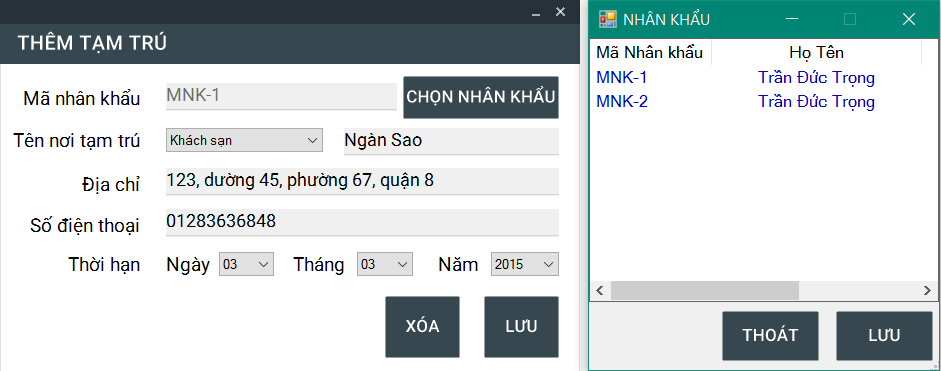 THÊM TẠM TRÚ
Mã nhân khẩu MNK-1 CHỌN NHÂN KHẨU
Tên nơi tạm trú Khách sạn Ngàn Sao
Địa chỉ 123, dường 45, phường 67, quận 8
Số điện thoại 01283636848
Thời hạn Ngày 03 Tháng 03 Năm 2015
XÓA LƯU
NHÂN KHẨU
Mã Nhân khẩu Họ Tên
MNK-1 Trần Đức Trọng
MNK-2 Trần Đức Trọng
THOÁT LƯU